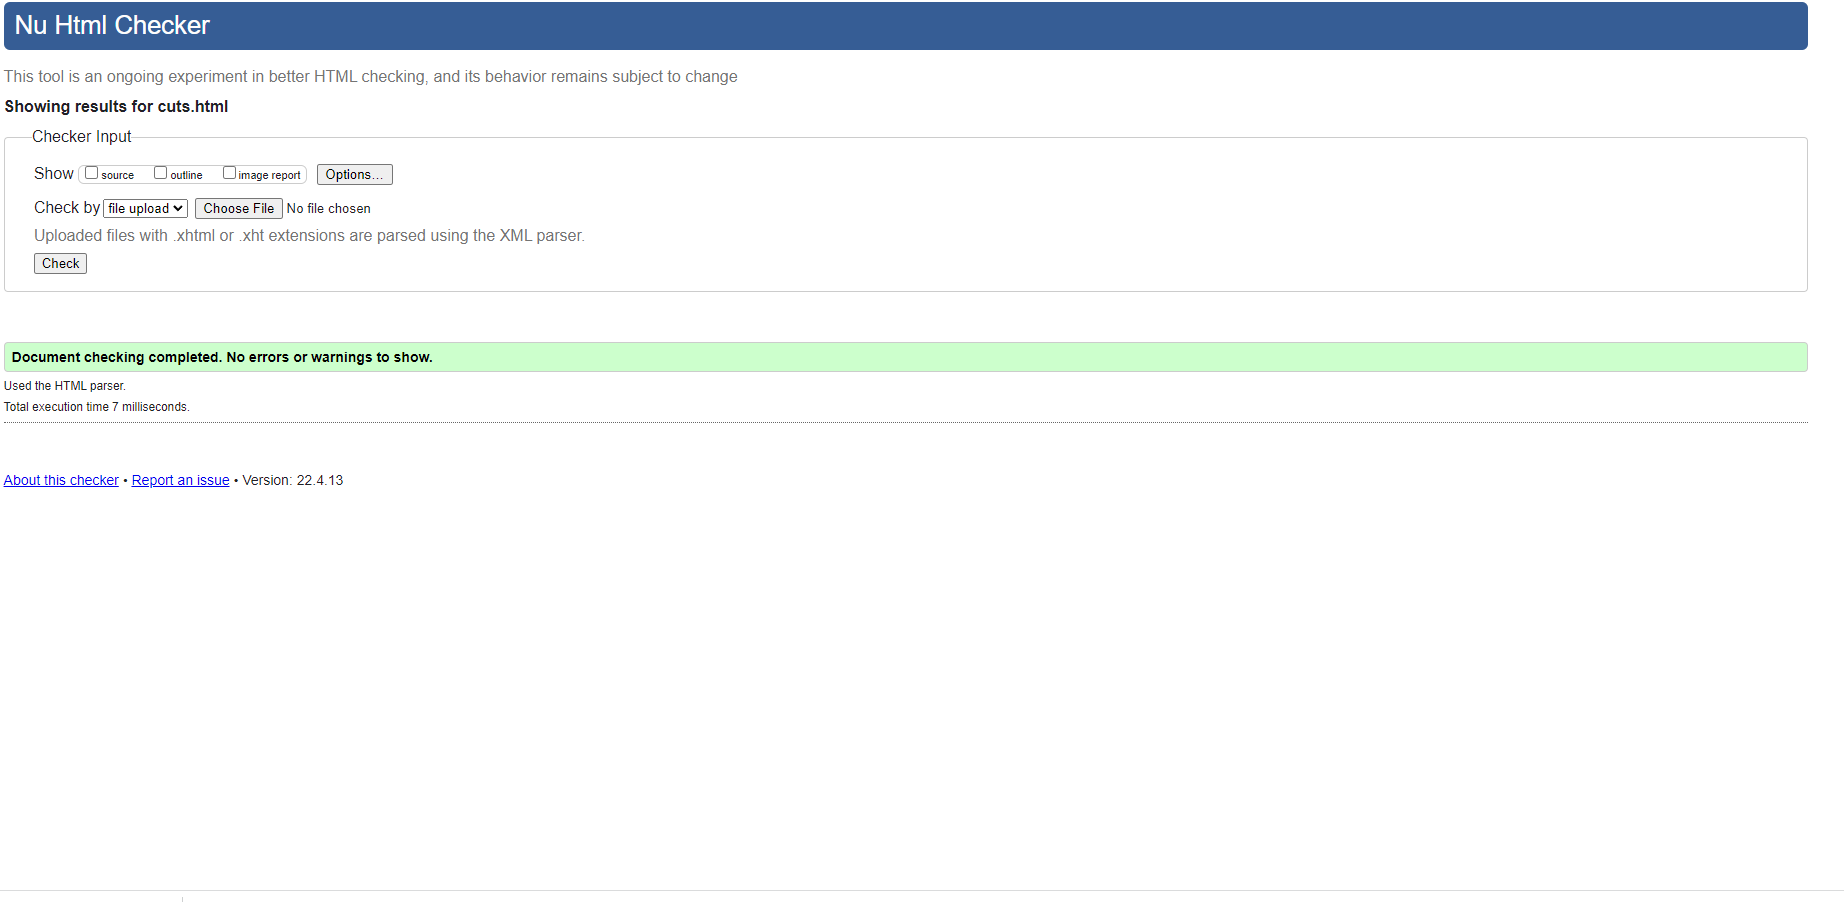 Nu Html Checker
This tool is an ongoing experiment in better HTML checking, and its behavior remains subject to change
Showing results for cuts.html
Checker Input
Show source outline image report Options...
Check by file upload Choose File No file chosen
Uploaded files with .xhtml or .xht extensions are parsed using the XML parser.
Check
Document checking completed. No errors or warnings to show.
Used the HTML parser.
Total execution time 7 milliseconds.
About this checker • Report an issue • Version: 22.4.13